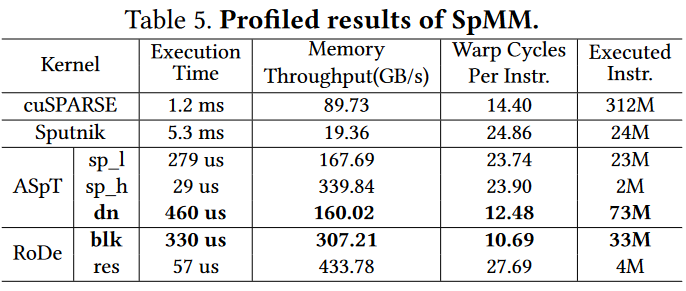 Table 5. Profiled results of SpMM.
Kernel Execution Time Memory Throughput(GB/s) Warp Cycles Per Instr. Executed Instr.
cuSPARSE 1.2 ms 89.73 14.40 312M
Sputnik 5.3 ms 19.36 24.86 24M
ASpT sp_l 279 us 167.69 23.74 23M
sp_h 29 us 339.84 23.90 2M
dn 460 us 160.02 12.48 73M
RoDe blk 330 us 307.21 10.69 33M
res 57 us 433.78 27.69 4M